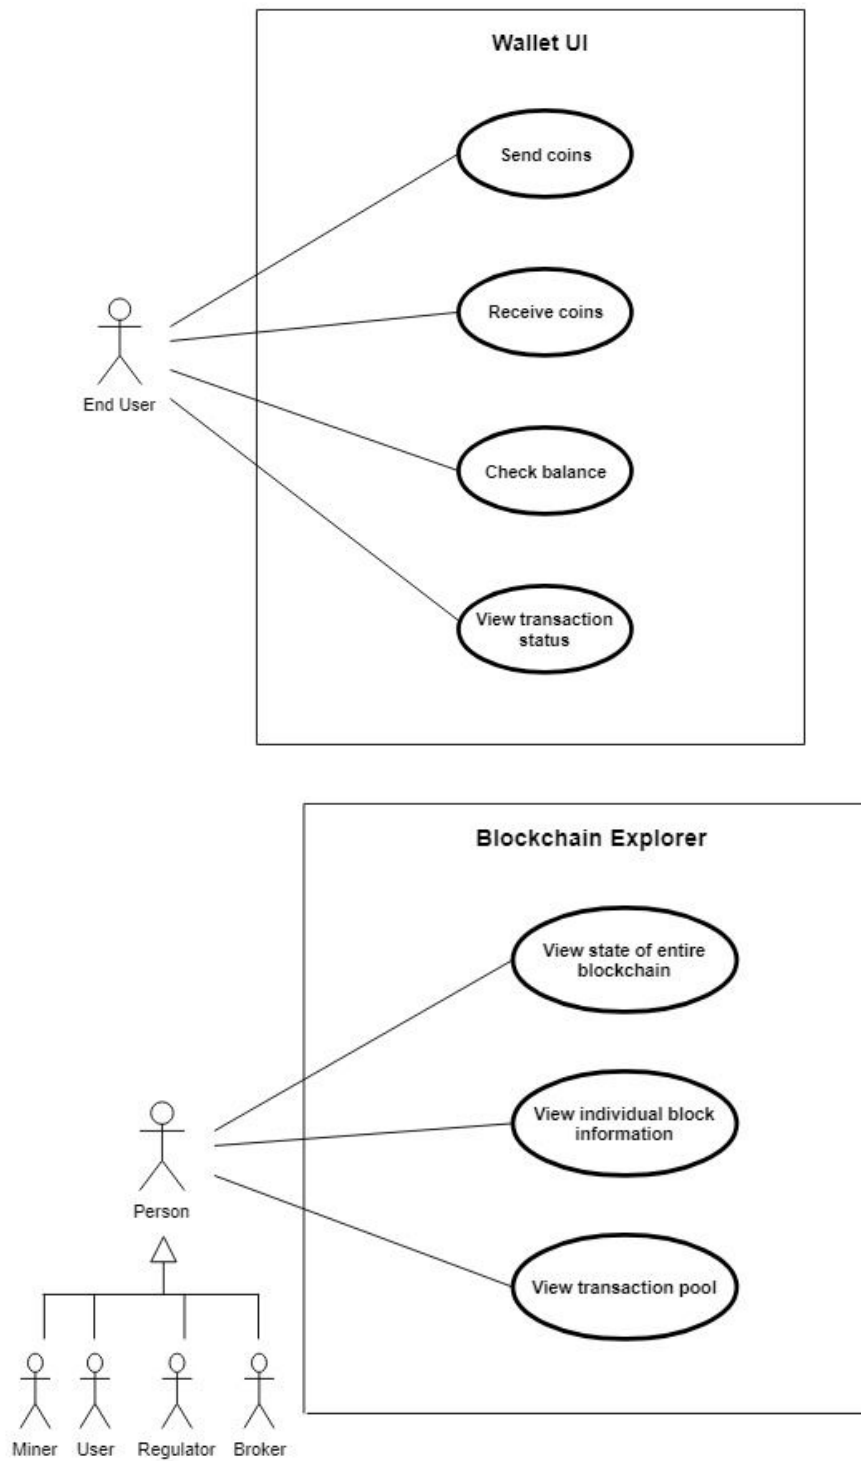 Wallet UI
Send coins
Receive coins
End User
Check balance
View transaction
status
Blockchain Explorer
View state of entire
blockchain
View individual block
information
Person
View transaction pool
Miner User Regulator Broker